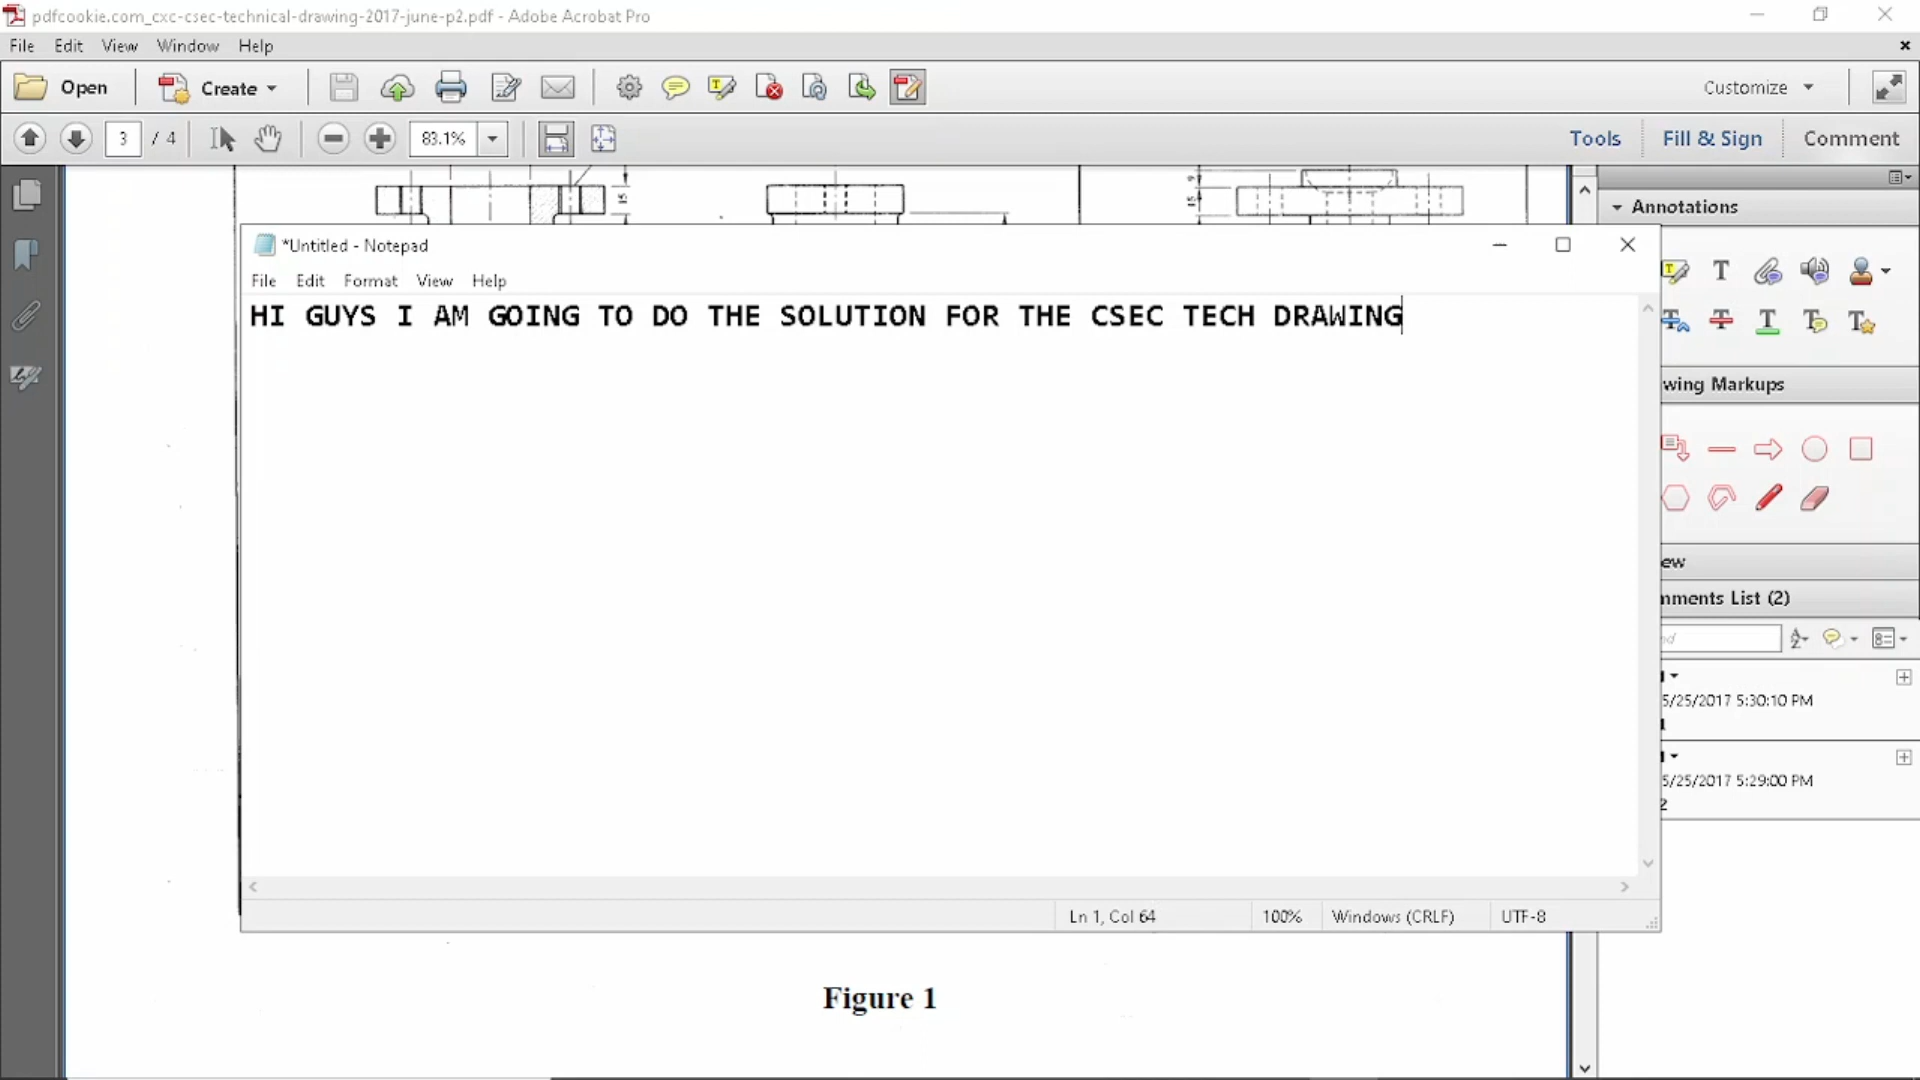 pdfcookie.com_cxc-csec-technical-drawing-2017-june-p2.pdf - Adobe Acrobat Pro
File Edit View Window Help
Open Create Customize
3 / 4 83.1% Tools Fill & Sign Comment
15
9
15
Annotations
*Untitled - Notepad
File Edit Format View Help
HI GUYS I AM GOING TO DO THE SOLUTION FOR THE CSEC TECH DRAWING
wing Markups
ew
mments List (2)
5/25/2017 5:30:10 PM
5/25/2017 5:29:00 PM
2
Ln 1, Col 64 100% Windows (CRLF) UTF-8
Figure 1